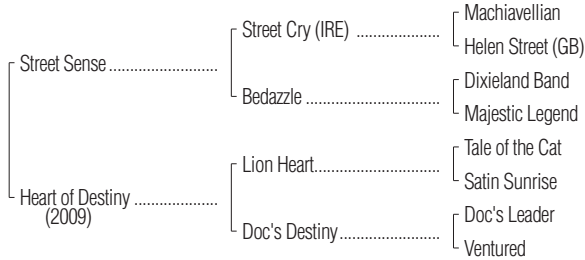 Machiavellian
Street Cry (IRE) ....................
Helen Street (GB)
Street Sense ..........................
Dixieland Band
Bedazzle ................................
Majestic Legend
Tale of the Cat
Lion Heart..............................
Satin Sunrise
Heart of Destiny ....................
(2009)
Doc's Leader
Doc's Destiny ........................
Ventured